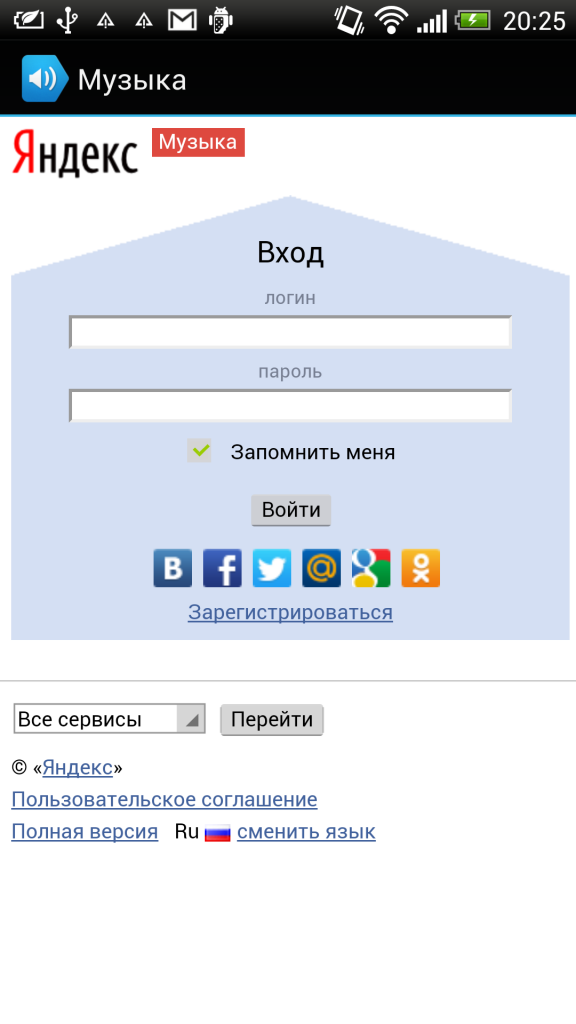 20:25
Музыка
Яндекс Музыка
Вход
логин
пароль
Запомнить меня
Войти
Зарегистрироваться
Все сервисы Перейти
© «Яндекс»
Пользовательское соглашение
Полная версия Ru сменить язык